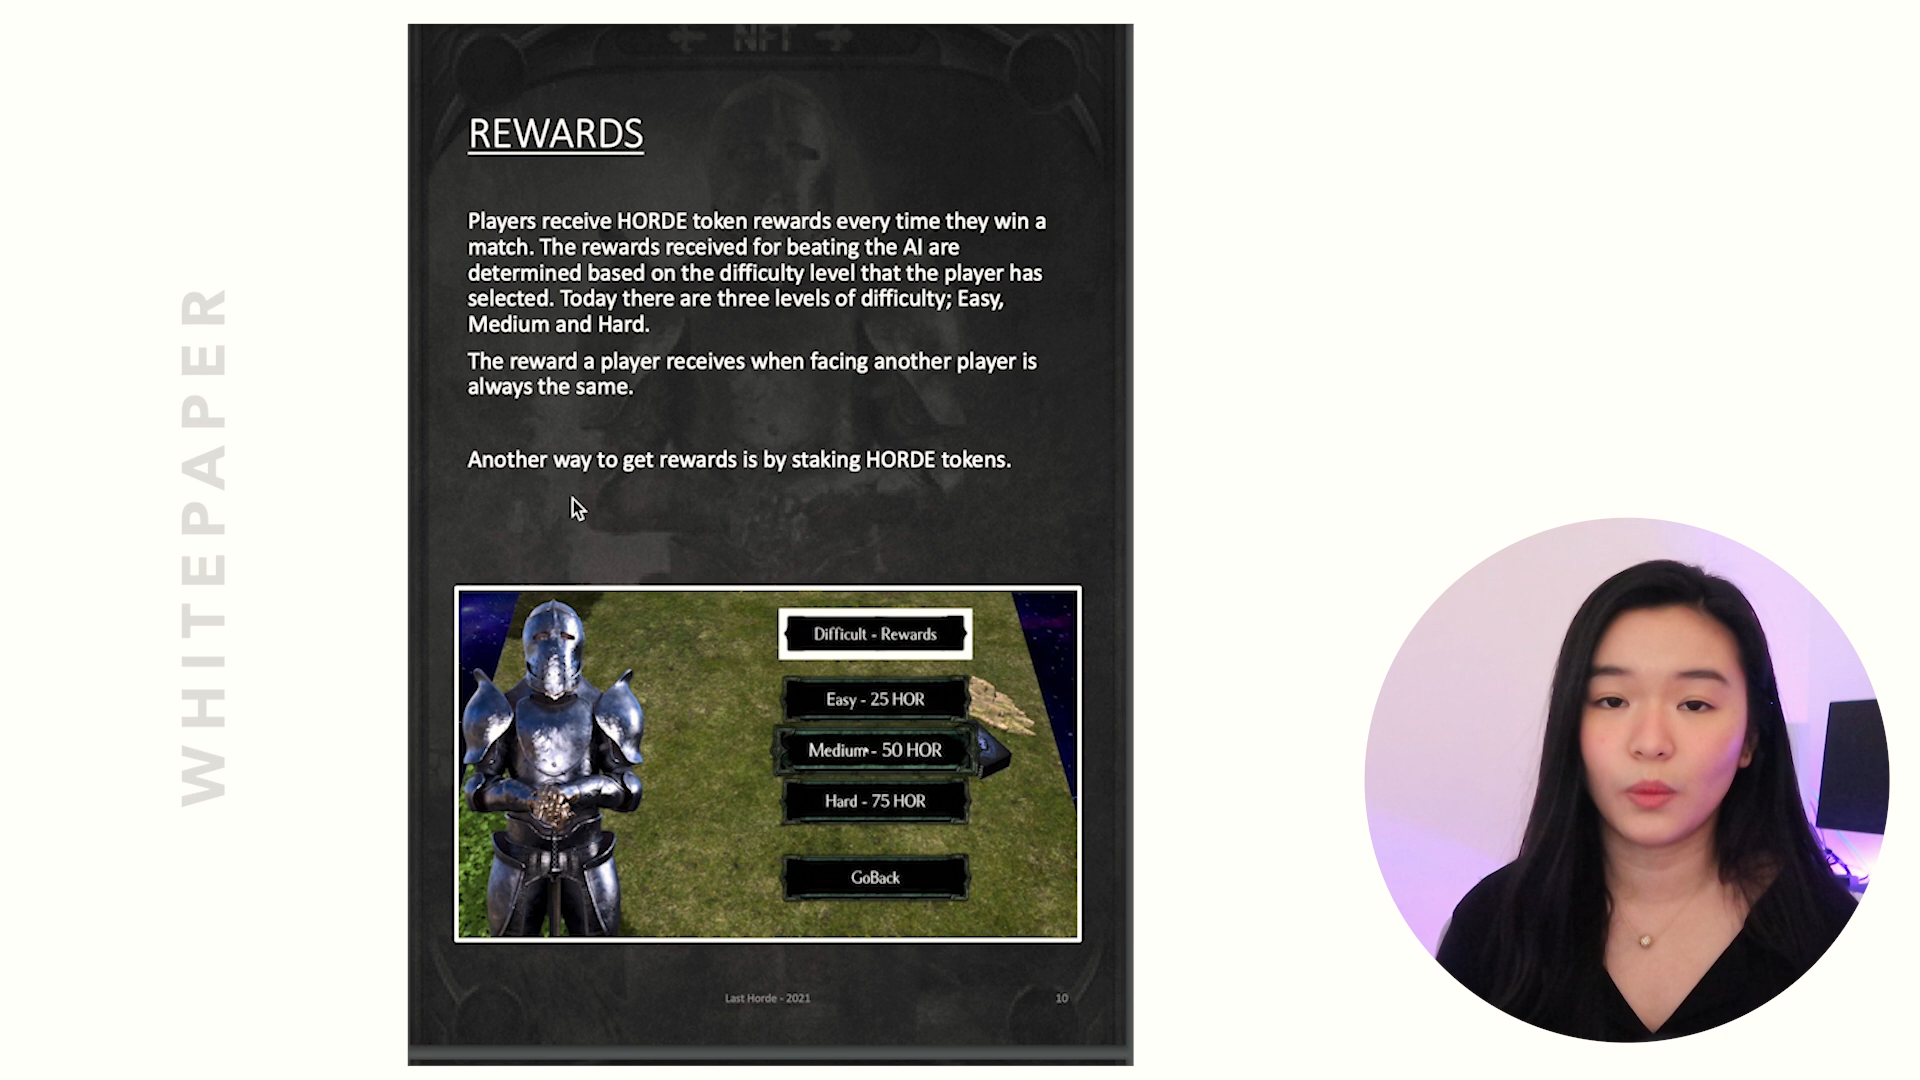 WHITEPAPER
NFT
REWARDS
Players receive HORDE token rewards every time they win a
match. The rewards received for beating the AI are
determined based on the difficulty level that the player has
selected. Today there are three levels of difficulty; Easy,
Medium and Hard.
The reward a player receives when facing another player is
always the same.
Another way to get rewards is by staking HORDE tokens.
Difficult - Rewards
Easy - 25 HOR
Medium - 50 HOR
Hard - 75 HOR
GoBack
Last Horde - 2021
10